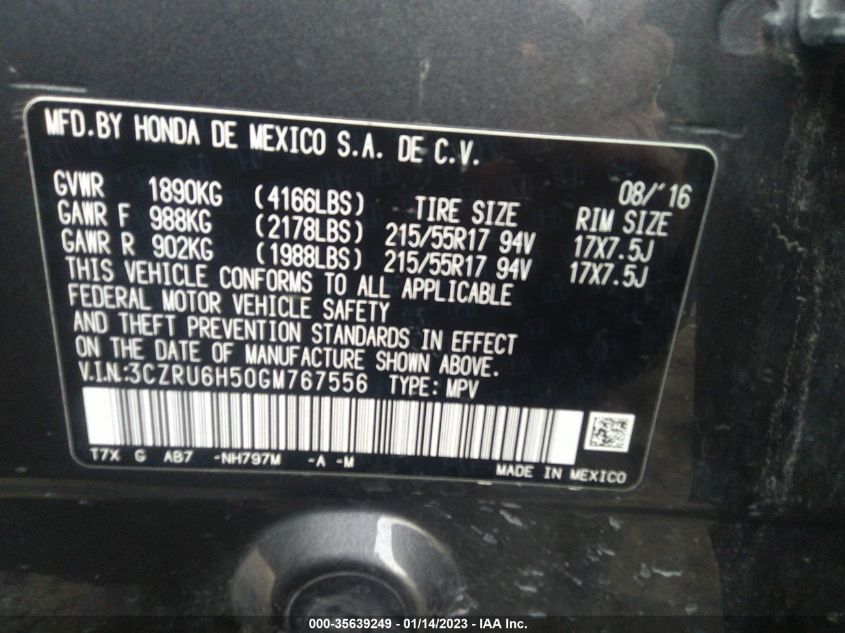 MFD.BY HONDA DE MEXICO S.A. DE C.V.
08/'16
GVWR 1890KG (4166LBS) TIRE SIZE RIM SIZE
GAWR F 988KG (2178LBS) 215/55R17 94V 17X7.5J
GAWR R 902KG (1988LBS) 215/55R17 94V 17X7.5J
THIS VEHICLE CONFORMS TO ALL APPLICABLE
FEDERAL MOTOR VEHICLE SAFETY
AND THEFT PREVENTION STANDARDS IN EFFECT
ON THE DATE OF MANUFACTURE SHOWN ABOVE.
V.I.N.:3CZRU6H50GM767556 TYPE: MPV
T7X G AB7 -NH797M -A -M
MADE IN MEXICO
000-35639249 - 01/14/2023 - IAA Inc.